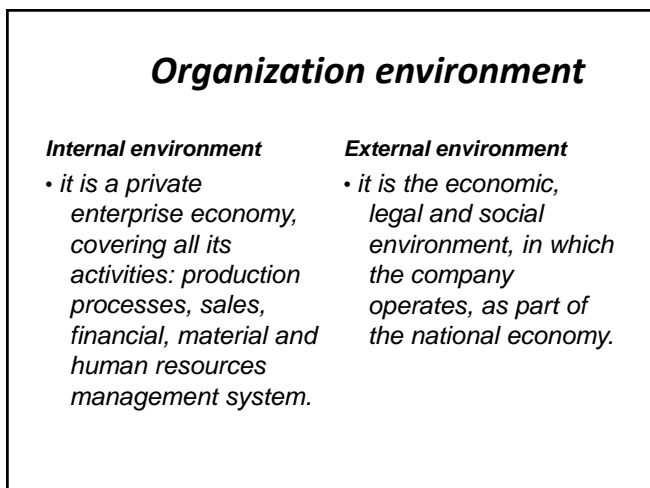 Organization environment
Internal environment
• it is a private
enterprise economy,
covering all its
activities: production
processes, sales,
financial, material and
human resources
management system.
External environment
• it is the economic,
legal and social
environment, in which
the company
operates, as part of
the national economy.